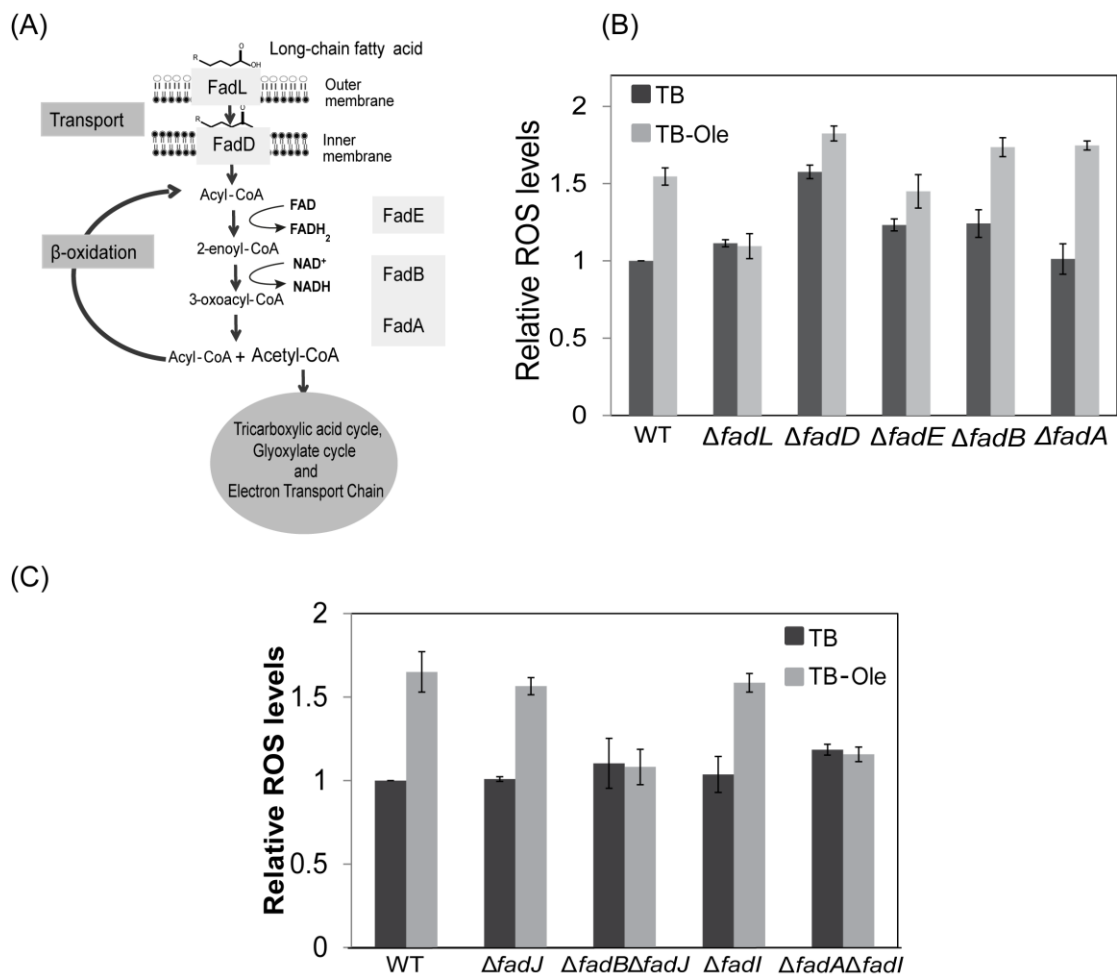 (A)
Long-chain fatty acid
R
O
OH
FadL
Outer
membrane
Transport
R
O
FadD
Inner
membrane
Acyl-CoA
FAD
FADH2
FadE
2-enoyl-CoA
β-oxidation
NAD+
NADH
FadB
3-oxoacyl-CoA
FadA
Acyl-CoA + Acetyl-CoA
Tricarboxylic acid cycle,
Glyoxylate cycle
and
Electron Transport Chain
(B)
Relative ROS levels
2
1.5
1
0.5
0
TB
TB-Ole
WT ΔfadL ΔfadD ΔfadE ΔfadB ΔfadA
(C)
Relative ROS levels
2
1.5
1
0.5
0
TB
TB-Ole
WT ΔfadJ ΔfadBΔfadJ ΔfadI ΔfadAΔfadI